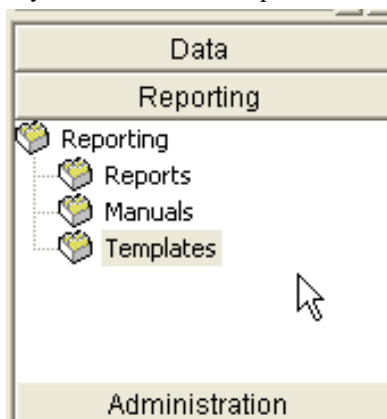 Data
Reporting
Reporting
Reports
Manuals
Templates
Administration